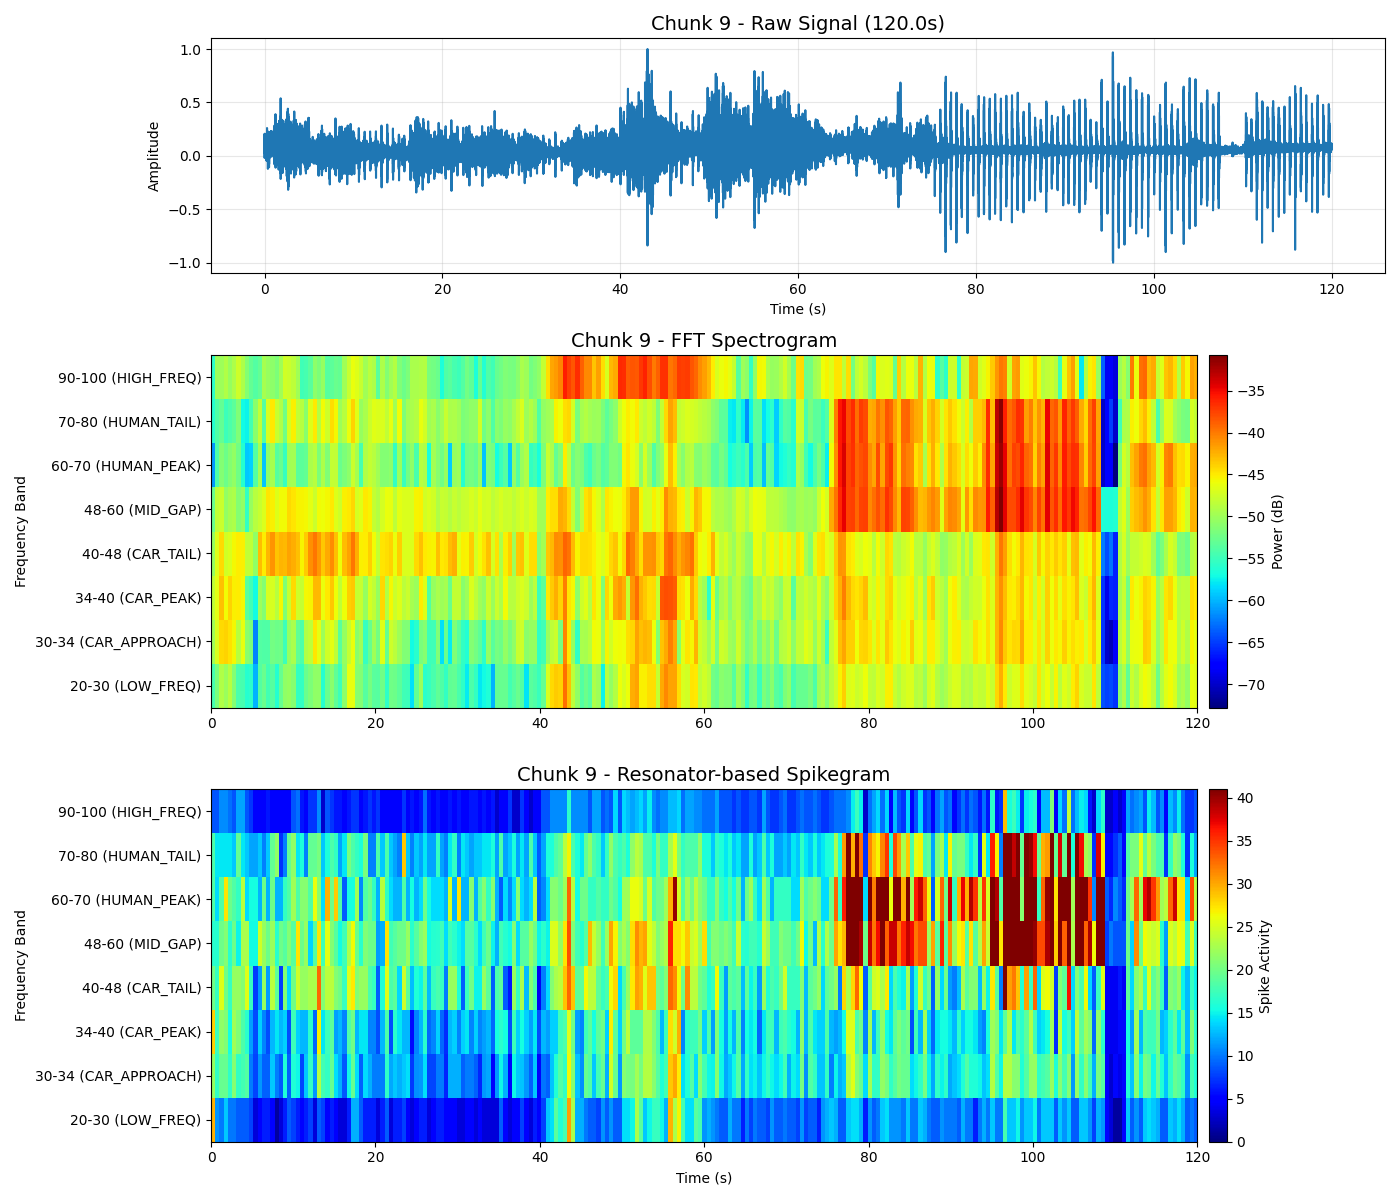 Chunk 9 - Raw Signal (120.0s)
1.0
0.5
0.0
−0.5
−1.0
Amplitude
0 20 40 60 80 100 120
Time (s)
Chunk 9 - FFT Spectrogram
90-100 (HIGH_FREQ)
70-80 (HUMAN_TAIL)
60-70 (HUMAN_PEAK)
48-60 (MID_GAP)
40-48 (CAR_TAIL)
34-40 (CAR_PEAK)
30-34 (CAR_APPROACH)
20-30 (LOW_FREQ)
Frequency Band
0 20 40 60 80 100 120
−35
−40
−45
−50
−55
−60
−65
−70
Power (dB)
Chunk 9 - Resonator-based Spikegram
90-100 (HIGH_FREQ)
70-80 (HUMAN_TAIL)
60-70 (HUMAN_PEAK)
48-60 (MID_GAP)
40-48 (CAR_TAIL)
34-40 (CAR_PEAK)
30-34 (CAR_APPROACH)
20-30 (LOW_FREQ)
Frequency Band
0 20 40 60 80 100 120
Time (s)
40
35
30
25
20
15
10
5
0
Spike Activity